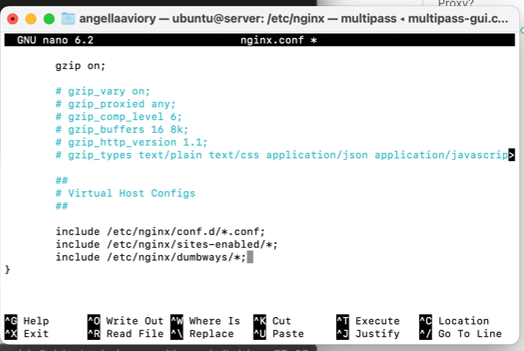 Proxy?
angellaaviory — ubuntu@server: /etc/nginx — multipass ◂ multipass-gui.c...
GNU nano 6.2 nginx.conf *
gzip on;
# gzip_vary on;
# gzip_proxied any;
# gzip_comp_level 6;
# gzip_buffers 16 8k;
# gzip_http_version 1.1;
# gzip_types text/plain text/css application/json application/javascrip>
##
# Virtual Host Configs
##
include /etc/nginx/conf.d/*.conf;
include /etc/nginx/sites-enabled/*;
include /etc/nginx/dumbways/*;
}
^G Help ^O Write Out ^W Where Is ^K Cut ^T Execute ^C Location
^X Exit ^R Read File ^\ Replace ^U Paste ^J Justify ^/ Go To Line